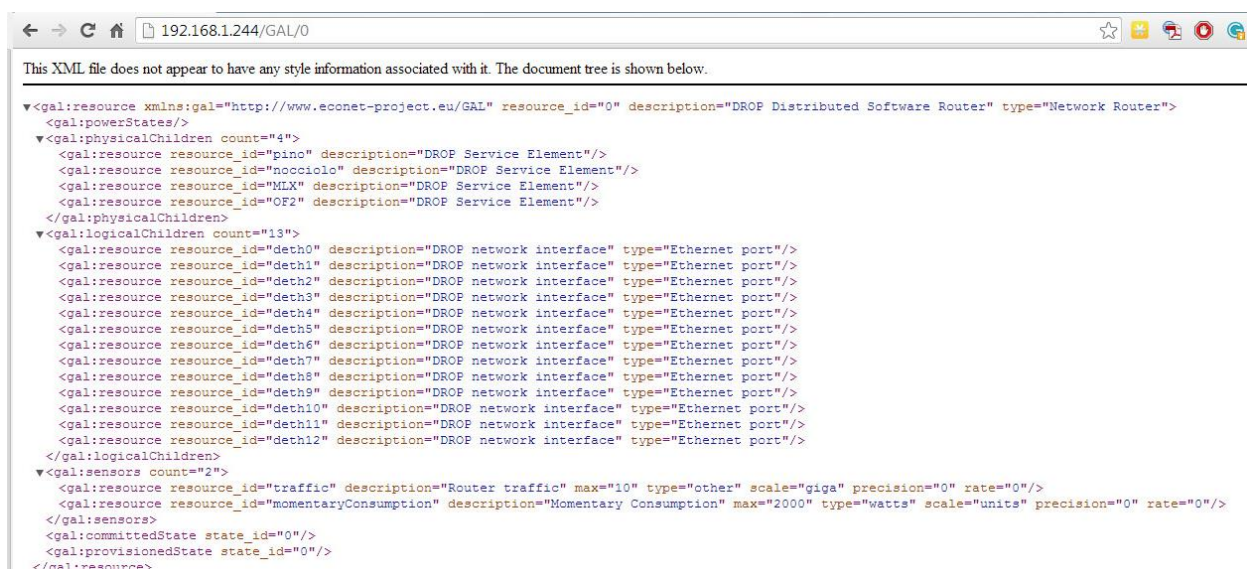 192.168.1.244/GAL/0
This XML file does not appear to have any style information associated with it. The document tree is shown below.
▼<gal:resource xmlns:gal="http://www.econet-project.eu/GAL" resource_id="0" description="DROP Distributed Software Router" type="Network Router">
<gal:powerStates/>
▼<gal:physicalChildren count="4">
<gal:resource resource_id="pino" description="DROP Service Element"/>
<gal:resource resource_id="nocciolo" description="DROP Service Element"/>
<gal:resource resource_id="MLX" description="DROP Service Element"/>
<gal:resource resource_id="OF2" description="DROP Service Element"/>
</gal:physicalChildren>
▼<gal:logicalChildren count="13">
<gal:resource resource_id="deth0" description="DROP network interface" type="Ethernet port"/>
<gal:resource resource_id="deth1" description="DROP network interface" type="Ethernet port"/>
<gal:resource resource_id="deth2" description="DROP network interface" type="Ethernet port"/>
<gal:resource resource_id="deth3" description="DROP network interface" type="Ethernet port"/>
<gal:resource resource_id="deth4" description="DROP network interface" type="Ethernet port"/>
<gal:resource resource_id="deth5" description="DROP network interface" type="Ethernet port"/>
<gal:resource resource_id="deth6" description="DROP network interface" type="Ethernet port"/>
<gal:resource resource_id="deth7" description="DROP network interface" type="Ethernet port"/>
<gal:resource resource_id="deth8" description="DROP network interface" type="Ethernet port"/>
<gal:resource resource_id="deth9" description="DROP network interface" type="Ethernet port"/>
<gal:resource resource_id="deth10" description="DROP network interface" type="Ethernet port"/>
<gal:resource resource_id="deth11" description="DROP network interface" type="Ethernet port"/>
<gal:resource resource_id="deth12" description="DROP network interface" type="Ethernet port"/>
</gal:logicalChildren>
▼<gal:sensors count="2">
<gal:resource resource_id="traffic" description="Router traffic" max="10" type="other" scale="giga" precision="0" rate="0"/>
<gal:resource resource_id="momentaryConsumption" description="Momentary Consumption" max="2000" type="watts" scale="units" precision="0" rate="0"/>
</gal:sensors>
<gal:committedState state_id="0"/>
<gal:provisionedState state_id="0"/>
</gal:resource>